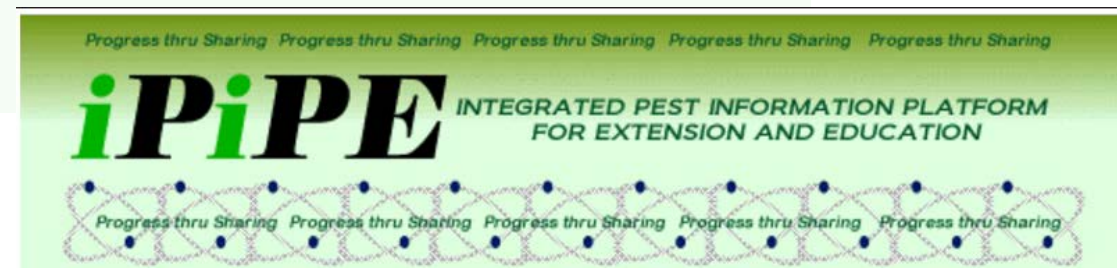 Progress thru Sharing Progress thru Sharing Progress thru Sharing Progress thru Sharing Progress thru Sharing
iPiPE
INTEGRATED PEST INFORMATION PLATFORM
FOR EXTENSION AND EDUCATION
Progress thru Sharing Progress thru Sharing Progress thru Sharing Progress thru Sharing Progress thru Sharing